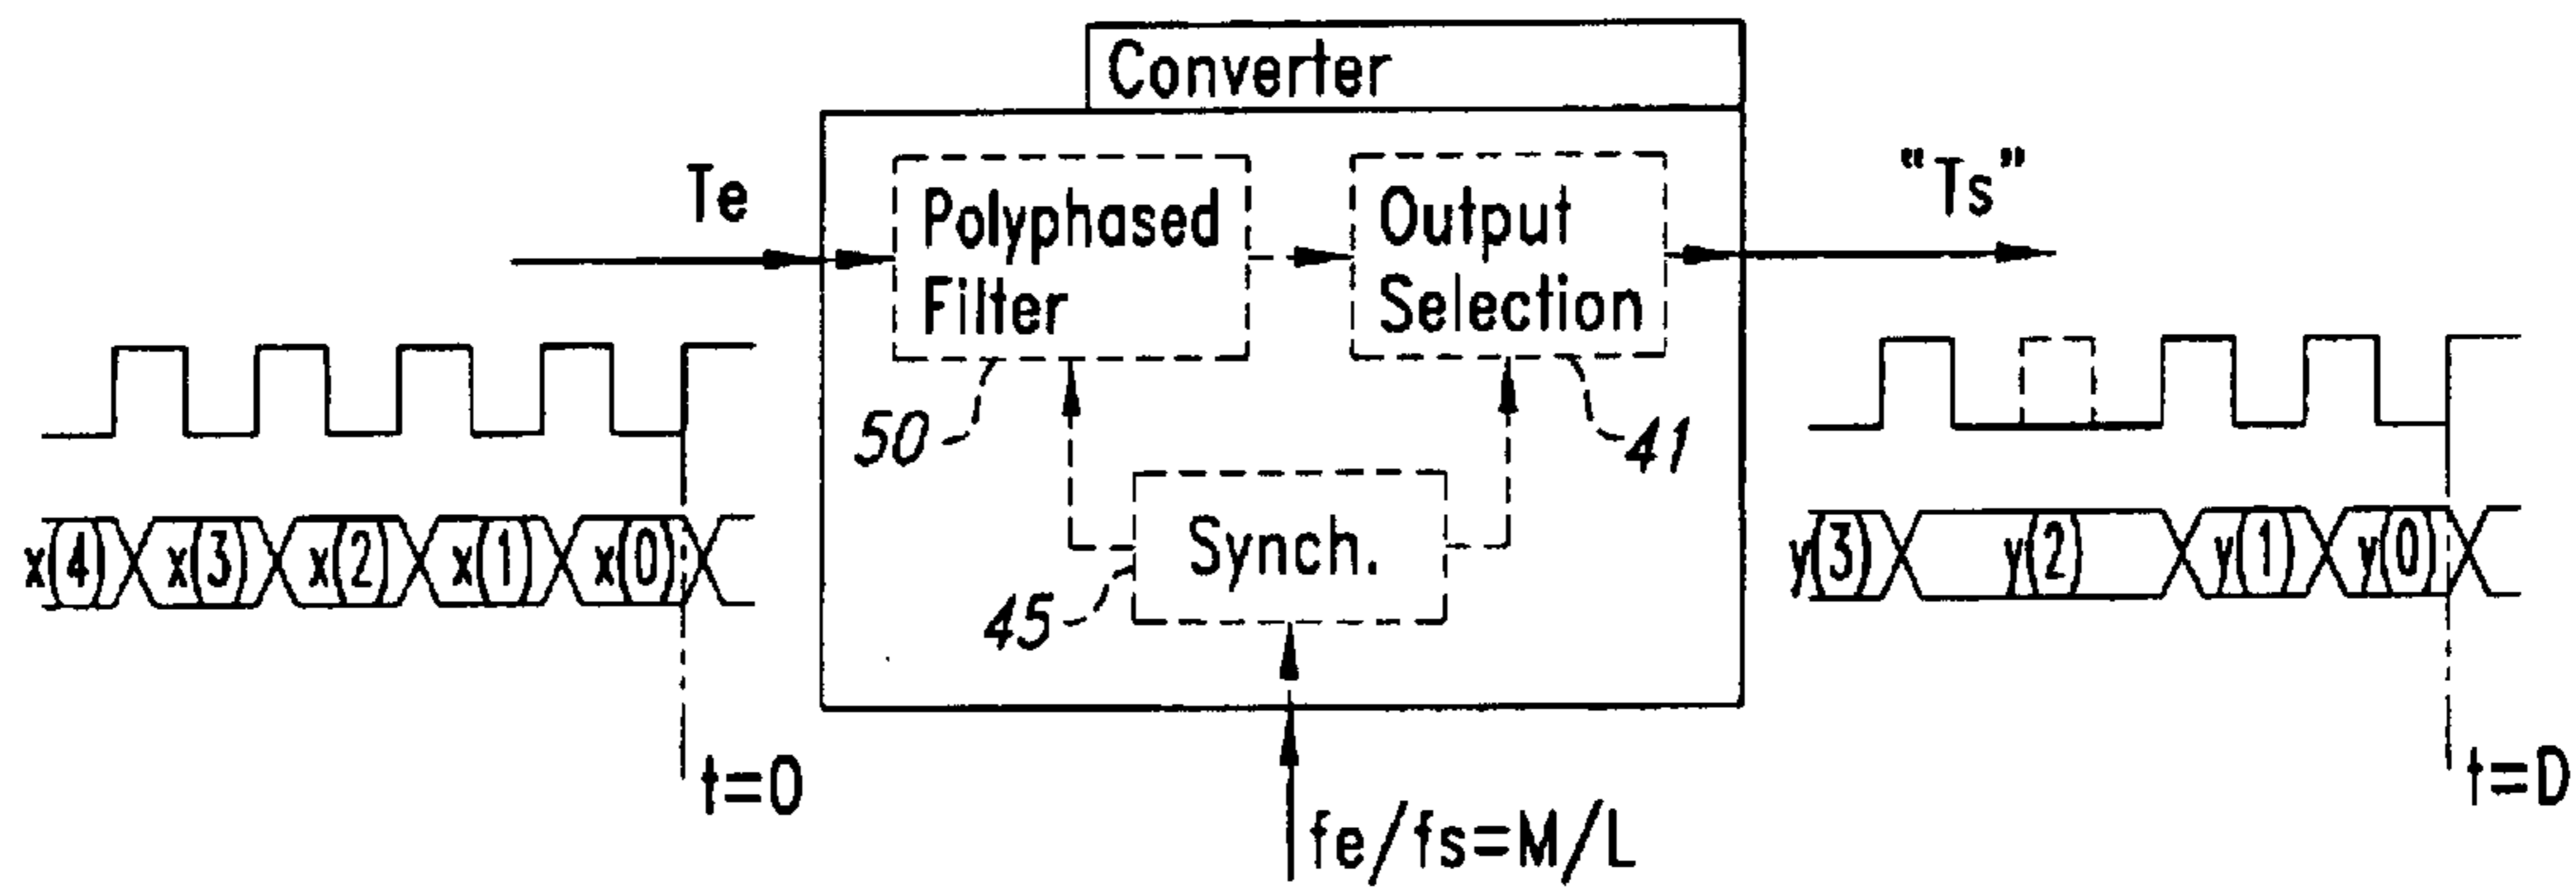 Converter
Te
Polyphased
Filter
Output
Selection
"Ts"
50
41
Synch.
45
x(4) x(3) x(2) x(1) x(0)
y(3) y(2) y(1) y(0)
t=0
t=D
fe/fs=M/L